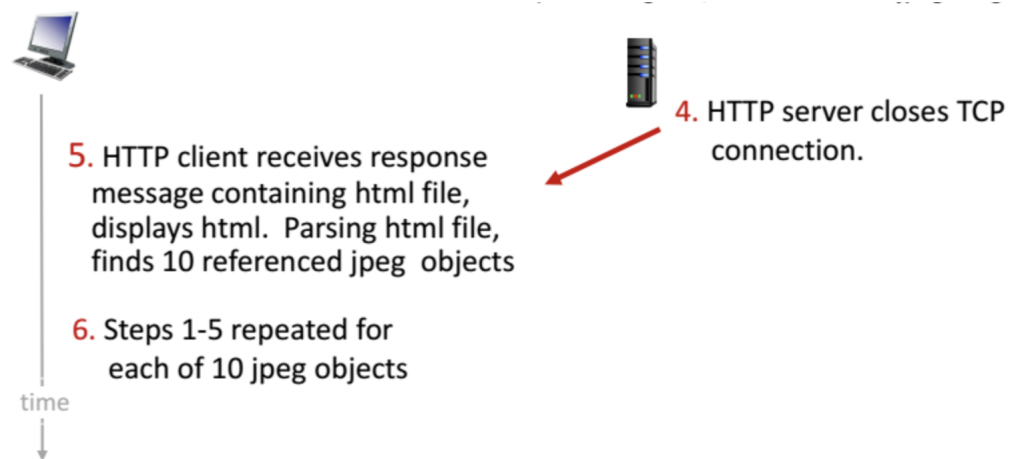 4. HTTP server closes TCP
connection.
5. HTTP client receives response
message containing html file,
displays html. Parsing html file,
finds 10 referenced jpeg objects
6. Steps 1-5 repeated for
each of 10 jpeg objects
time